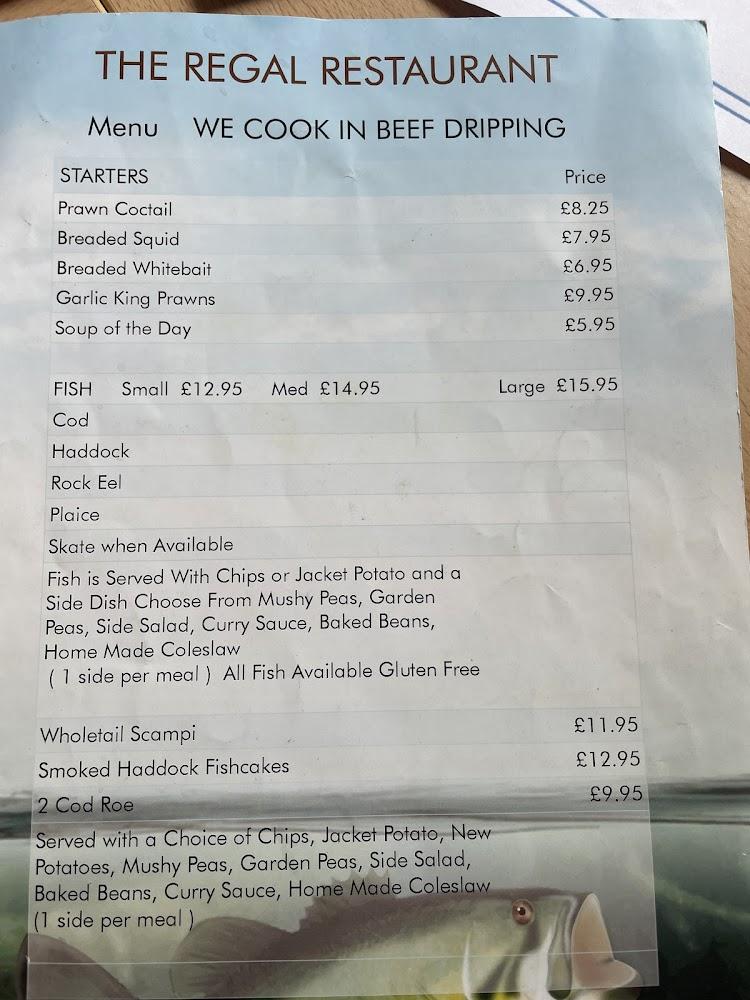 THE REGAL RESTAURANT
Menu WE COOK IN BEEF DRIPPING
STARTERS Price
Prawn Coctail £8.25
Breaded Squid £7.95
Breaded Whitebait £6.95
Garlic King Prawns £9.95
Soup of the Day £5.95
FISH Small £12.95 Med £14.95 Large £15.95
Cod
Haddock
Rock Eel
Plaice
Skate when Available
Fish is Served With Chips or Jacket Potato and a
Side Dish Choose From Mushy Peas, Garden
Peas, Side Salad, Curry Sauce, Baked Beans,
Home Made Coleslaw
( 1 side per meal ) All Fish Available Gluten Free
Wholetail Scampi £11.95
Smoked Haddock Fishcakes £12.95
2 Cod Roe £9.95
Served with a Choice of Chips, Jacket Potato, New
Potatoes, Mushy Peas, Garden Peas, Side Salad,
Baked Beans, Curry Sauce, Home Made Coleslaw
(1 side per meal )